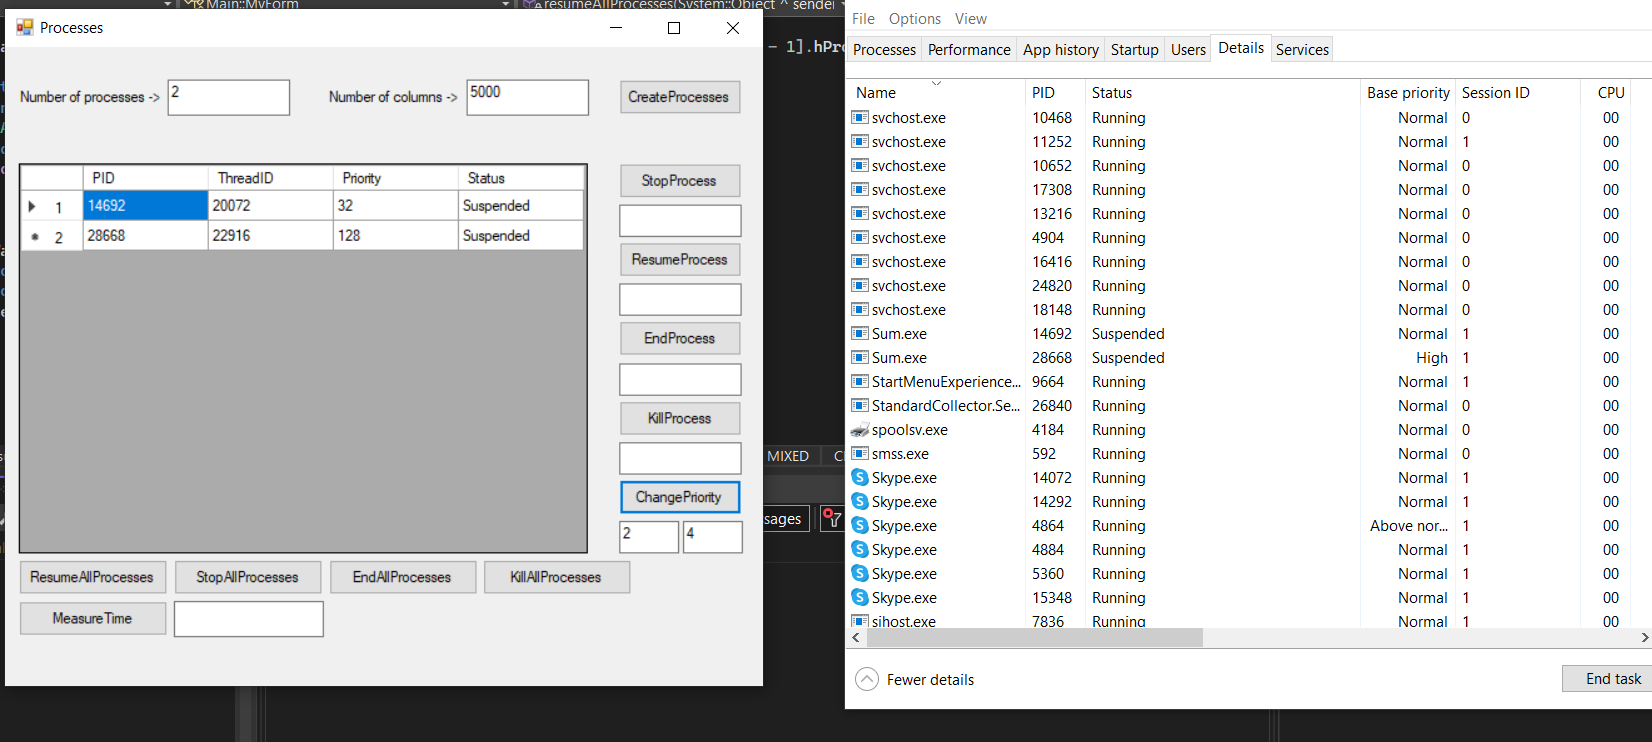 Main::MyForm
resumeAllProcesses(System::Object ^ sender
Processes
- 1].hPro
Number of processes -> 2
Number of columns -> 5000
CreateProcesses
PID ThreadID Priority Status
1 14692 20072 32 Suspended
2 28668 22916 128 Suspended
StopProcess
ResumeProcess
EndProcess
KillProcess
ChangePriority
2 4
ResumeAllProcesses StopAllProcesses EndAllProcesses KillAllProcesses
MeasureTime
MIXED
sages
File Options View
Processes Performance App history Startup Users Details Services
Name PID Status Base priority Session ID CPU
svchost.exe 10468 Running Normal 0 00
svchost.exe 11252 Running Normal 1 00
svchost.exe 10652 Running Normal 0 00
svchost.exe 17308 Running Normal 0 00
svchost.exe 13216 Running Normal 0 00
svchost.exe 4904 Running Normal 0 00
svchost.exe 16416 Running Normal 0 00
svchost.exe 24820 Running Normal 0 00
svchost.exe 18148 Running Normal 0 00
Sum.exe 14692 Suspended Normal 1 00
Sum.exe 28668 Suspended High 1 00
StartMenuExperience... 9664 Running Normal 1 00
StandardCollector.Se... 26840 Running Normal 0 00
spoolsv.exe 4184 Running Normal 0 00
smss.exe 592 Running Normal 0 00
Skype.exe 14072 Running Normal 1 00
Skype.exe 14292 Running Normal 1 00
Skype.exe 4864 Running Above nor... 1 00
Skype.exe 4884 Running Normal 1 00
Skype.exe 5360 Running Normal 1 00
Skype.exe 15348 Running Normal 1 00
sihost.exe 7836 Running Normal 1 00
Fewer details
End task